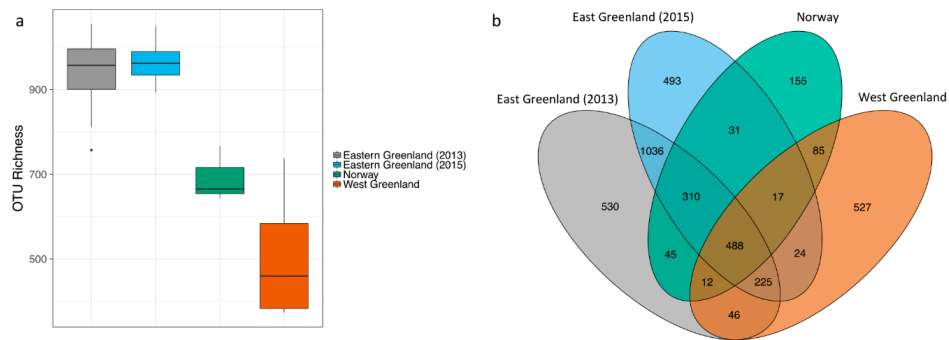 a
OTU Richness
900
700
500
Eastern Greenland (2013)
Eastern Greenland (2015)
Norway
West Greenland
b
East Greenland (2015)
Norway
East Greenland (2013)
West Greenland
493
155
31
1036
85
310
17
530
527
488
45
24
12
225
46